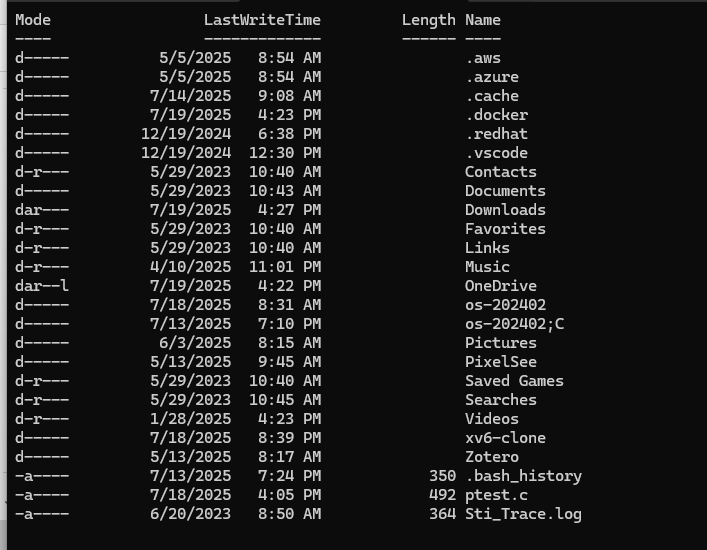 Mode                 LastWriteTime         Length Name
----                 -------------         ------ ----
d-----          5/5/2025   8:54 AM                .aws
d-----          5/5/2025   8:54 AM                .azure
d-----         7/14/2025   9:08 AM                .cache
d-----         7/19/2025   4:23 PM                .docker
d-----        12/19/2024   6:38 PM                .redhat
d-----        12/19/2024  12:30 PM                .vscode
d-r---         5/29/2023  10:40 AM                Contacts
d-----         5/29/2023  10:43 AM                Documents
dar---         7/19/2025   4:27 PM                Downloads
d-r---         5/29/2023  10:40 AM                Favorites
d-r---         5/29/2023  10:40 AM                Links
d-r---         4/10/2025  11:01 PM                Music
dar--l         7/19/2025   4:22 PM                OneDrive
d-----         7/18/2025   8:31 AM                os-202402
d-----         7/13/2025   7:10 PM                os-202402;C
d-----          6/3/2025   8:15 AM                Pictures
d-----         5/13/2025   9:45 AM                PixelSee
d-r---         5/29/2023  10:40 AM                Saved Games
d-r---         5/29/2023  10:45 AM                Searches
d-r---         1/28/2025   4:23 PM                Videos
d-----         7/18/2025   8:39 PM                xv6-clone
d-----         5/13/2025   8:17 AM                Zotero
-a----         7/13/2025   7:24 PM            350 .bash_history
-a----         7/18/2025   4:05 PM            492 ptest.c
-a----         6/20/2023   8:50 AM            364 Sti_Trace.log